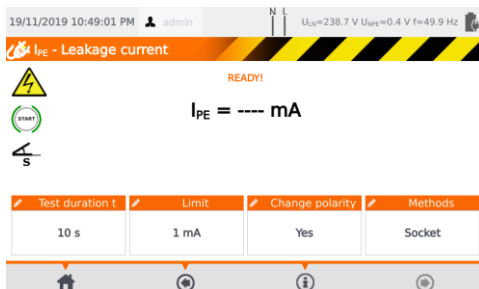 N L
19/11/2019 10:49:01 PM admin U_LN=238.7 V U_NPE=0.4 V f=49.9 Hz
I_PE - Leakage current
READY!
I_PE = ---- mA
START
S
Test duration t Limit Change polarity Methods
10 s 1 mA Yes Socket